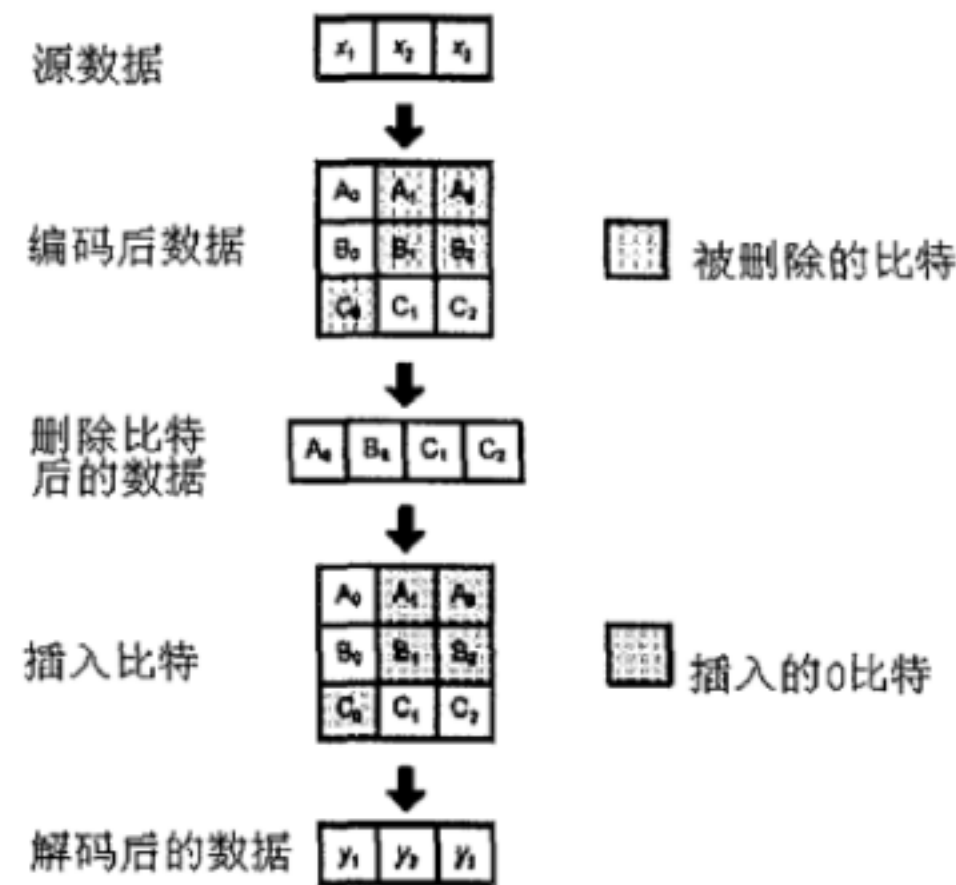 源数据
x₁ x₂ x₃
A₀ A₁ A₂
编码后数据
B₀ B₁ B₂
被删除的比特
C₀ C₁ C₂
删除比特
后的数据
A₀ B₀ C₁ C₂
A₀ A₁ A₂
插入比特
B₀ B₁ B₂
插入的0比特
C₀ C₁ C₂
解码后的数据
y₁ y₂ y₃